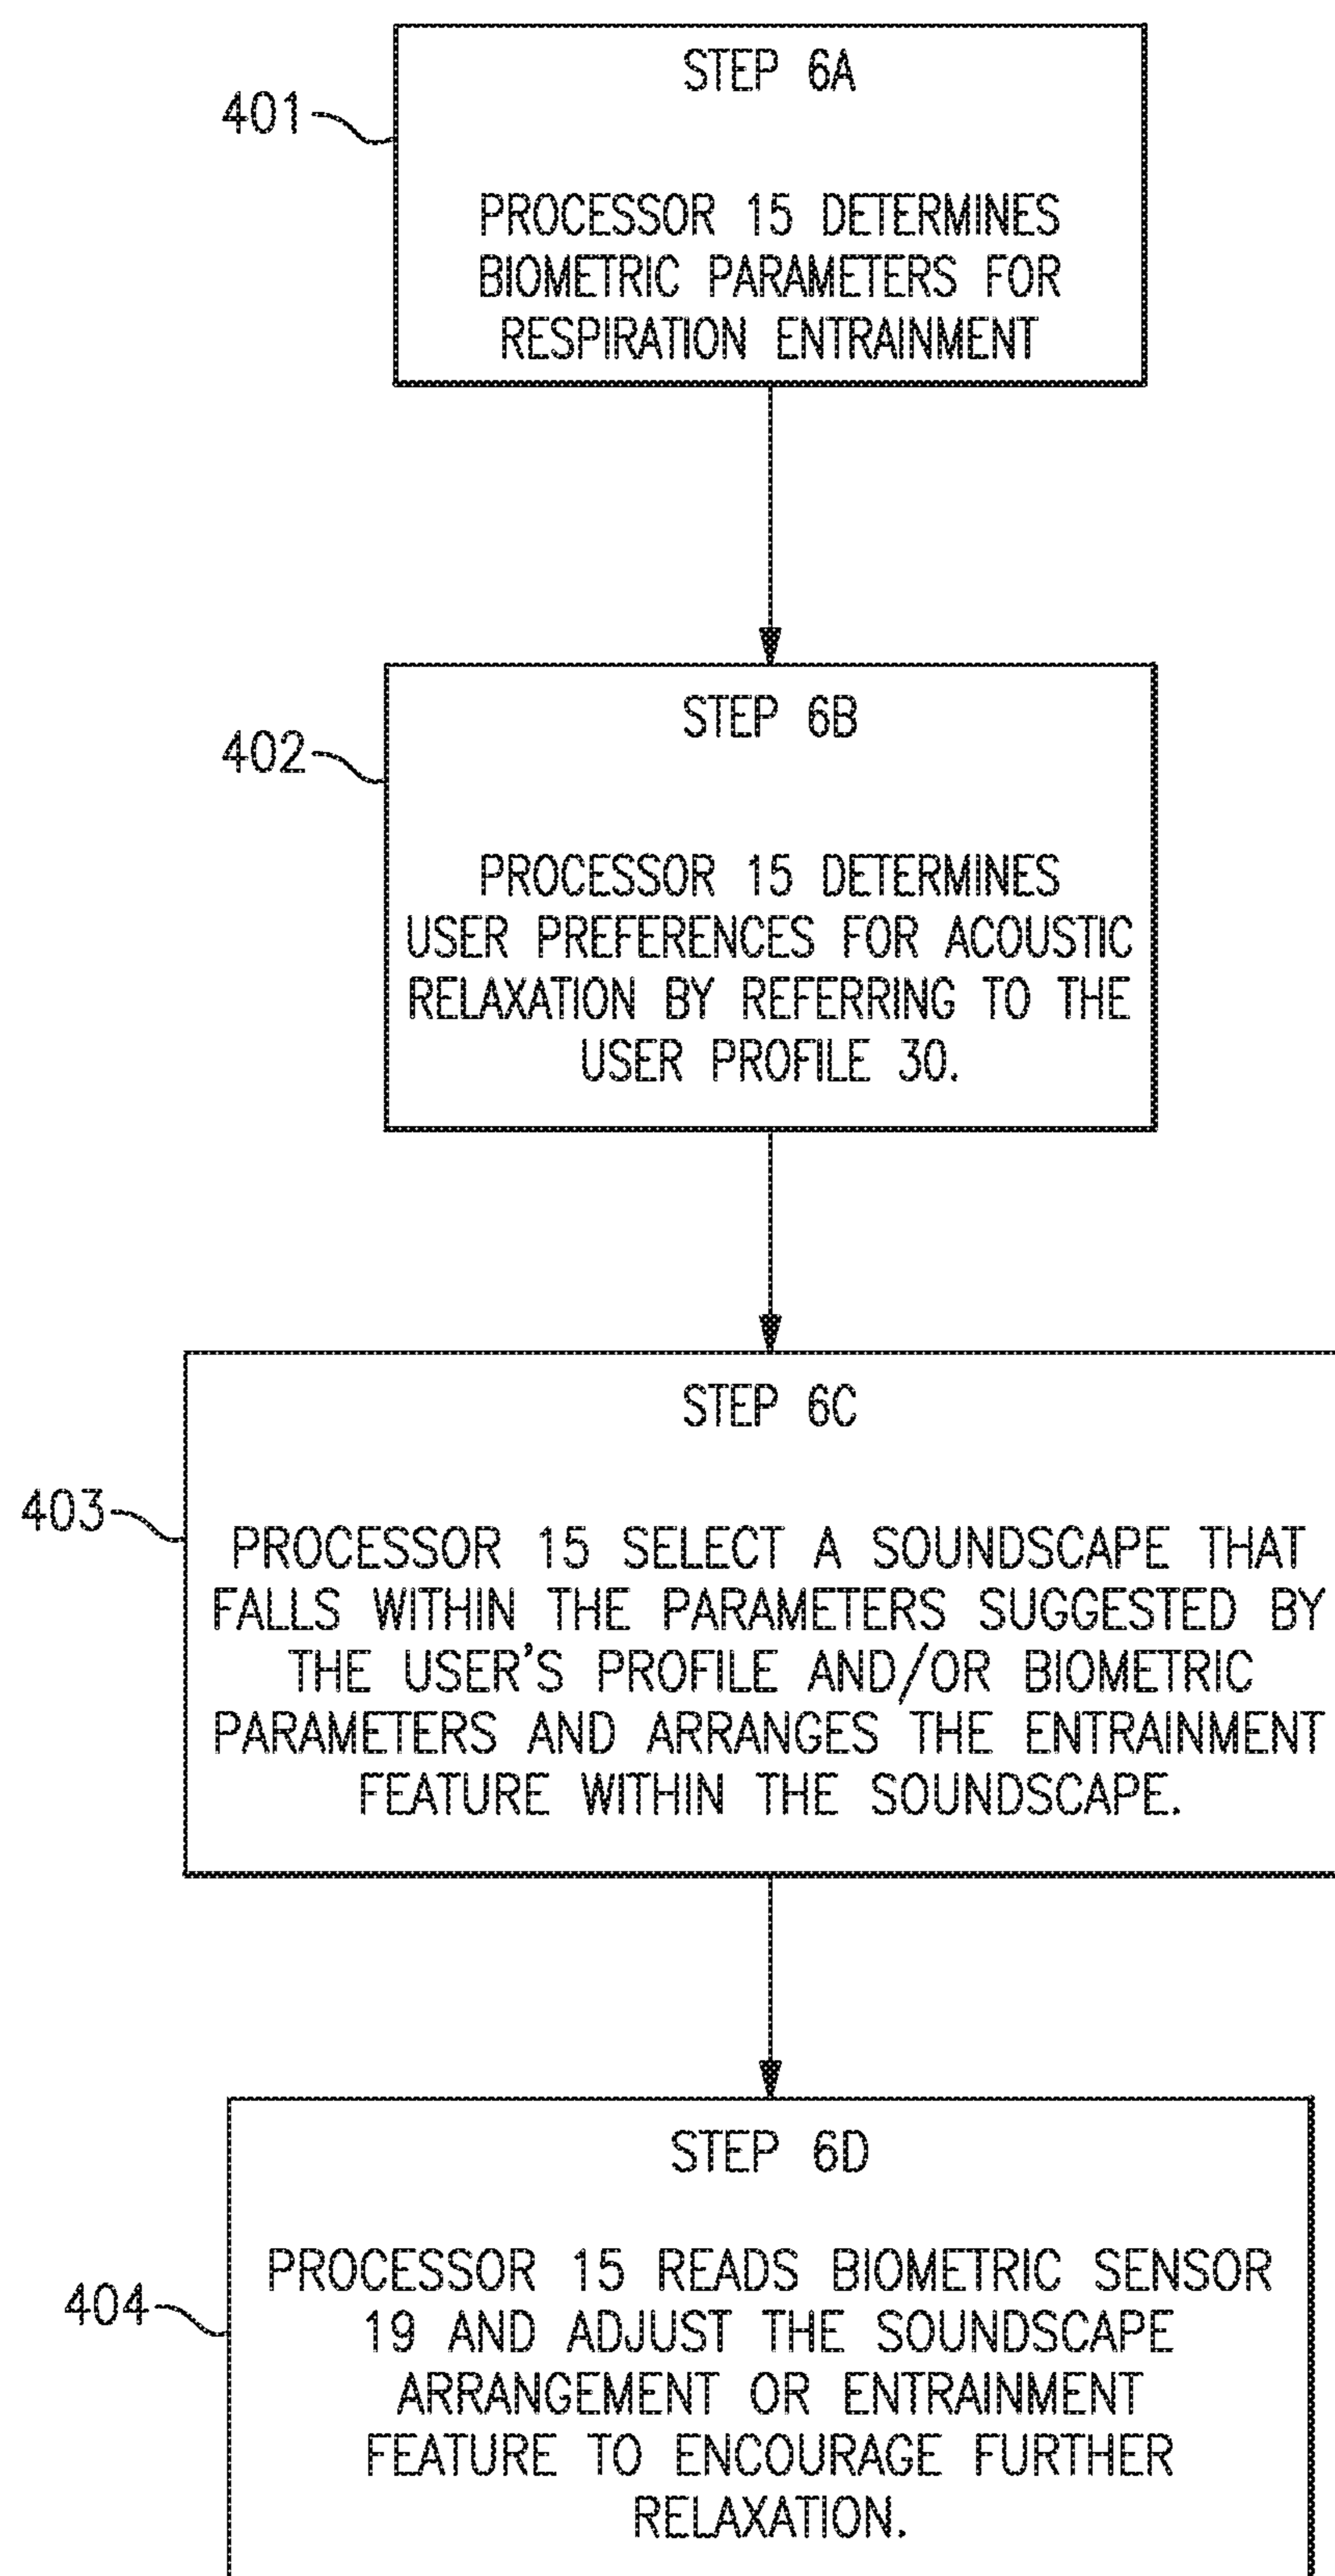 STEP 6A
401
PROCESSOR 15 DETERMINES
BIOMETRIC PARAMETERS FOR
RESPIRATION ENTRAINMENT
STEP 6B
402
PROCESSOR 15 DETERMINES
USER PREFERENCES FOR ACOUSTIC
RELAXATION BY REFERRING TO THE
USER PROFILE 30.
STEP 6C
403
PROCESSOR 15 SELECT A SOUNDSCAPE THAT
FALLS WITHIN THE PARAMETERS SUGGESTED BY
THE USER'S PROFILE AND/OR BIOMETRIC
PARAMETERS AND ARRANGES THE ENTRAINMENT
FEATURE WITHIN THE SOUNDSCAPE.
STEP 6D
404
PROCESSOR 15 READS BIOMETRIC SENSOR
19 AND ADJUST THE SOUNDSCAPE
ARRANGEMENT OR ENTRAINMENT
FEATURE TO ENCOURAGE FURTHER
RELAXATION.